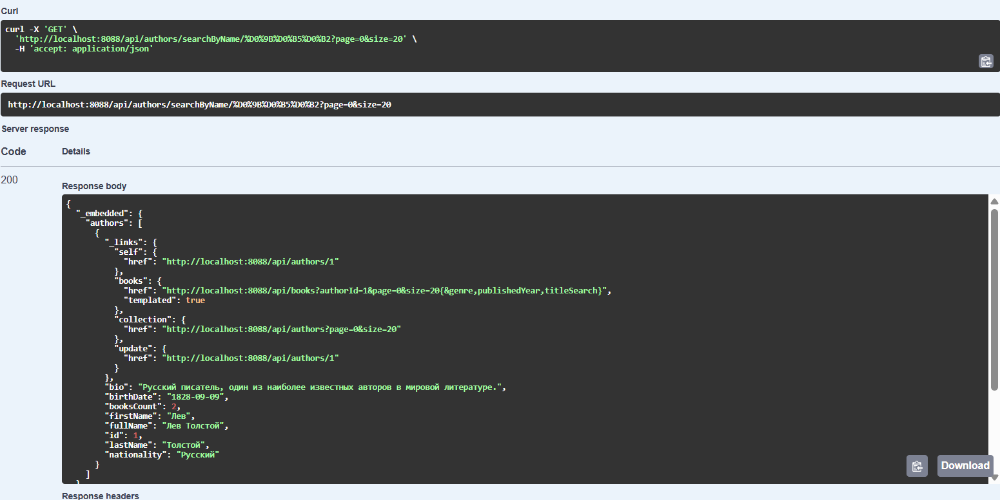 Curl
curl -X 'GET' \
  'http://localhost:8088/api/authors/searchByName/%D0%9B%D0%B5%D0%B2?page=0&size=20' \
  -H 'accept: application/json'
Request URL
http://localhost:8088/api/authors/searchByName/%D0%9B%D0%B5%D0%B2?page=0&size=20
Server response
Code Details
200
Response body
{
  "_embedded": {
    "authors": [
      {
        "_links": {
          "self": {
            "href": "http://localhost:8088/api/authors/1"
          },
          "books": {
            "href": "http://localhost:8088/api/books?authorId=1&page=0&size=20{&genre,publishedYear,titleSearch}",
            "templated": true
          },
          "collection": {
            "href": "http://localhost:8088/api/authors?page=0&size=20"
          },
          "update": {
            "href": "http://localhost:8088/api/authors/1"
          }
        },
        "bio": "Русский писатель, один из наиболее известных авторов в мировой литературе.",
        "birthDate": "1828-09-09",
        "booksCount": 2,
        "firstName": "Лев",
        "fullName": "Лев Толстой",
        "id": 1,
        "lastName": "Толстой",
        "nationality": "Русский"
      }
    ]
  }
Download
Response headers